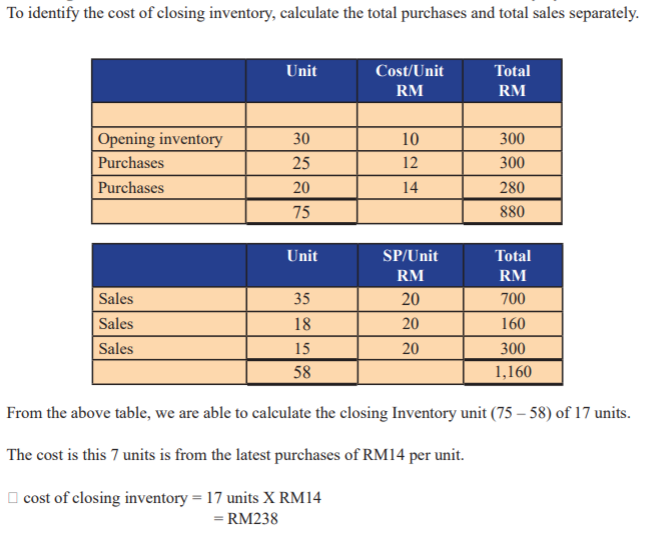 To identify the cost of closing inventory, calculate the total purchases and total sales separately.
Unit Cost/Unit Total
RM RM
Opening inventory 30 10 300
Purchases 25 12 300
Purchases 20 14 280
75 880
Unit SP/Unit Total
RM RM
Sales 35 20 700
Sales 18 20 160
Sales 15 20 300
58 1,160
From the above table, we are able to calculate the closing Inventory unit (75 – 58) of 17 units.
The cost is this 7 units is from the latest purchases of RM14 per unit.
□ cost of closing inventory = 17 units X RM14
= RM238